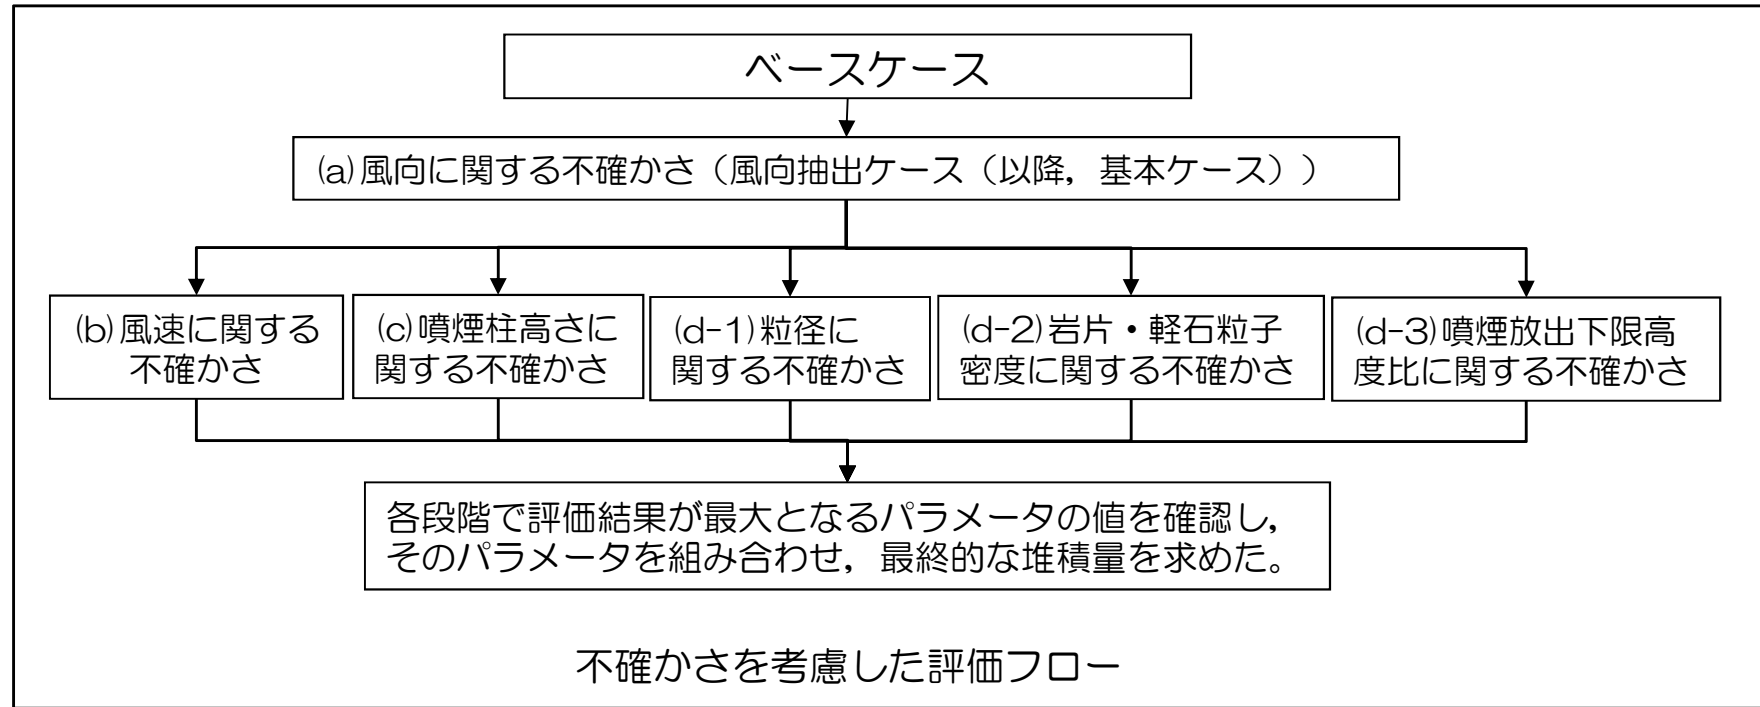 ベースケース
(a)風向に関する不確かさ（風向抽出ケース（以降，基本ケース））
(b)風速に関する
不確かさ
(c)噴煙柱高さに
関する不確かさ
(d-1)粒径に
関する不確かさ
(d-2)岩片・軽石粒子
密度に関する不確かさ
(d-3)噴煙放出下限高
度比に関する不確かさ
各段階で評価結果が最大となるパラメータの値を確認し，
そのパラメータを組み合わせ，最終的な堆積量を求めた。
不確かさを考慮した評価フロー